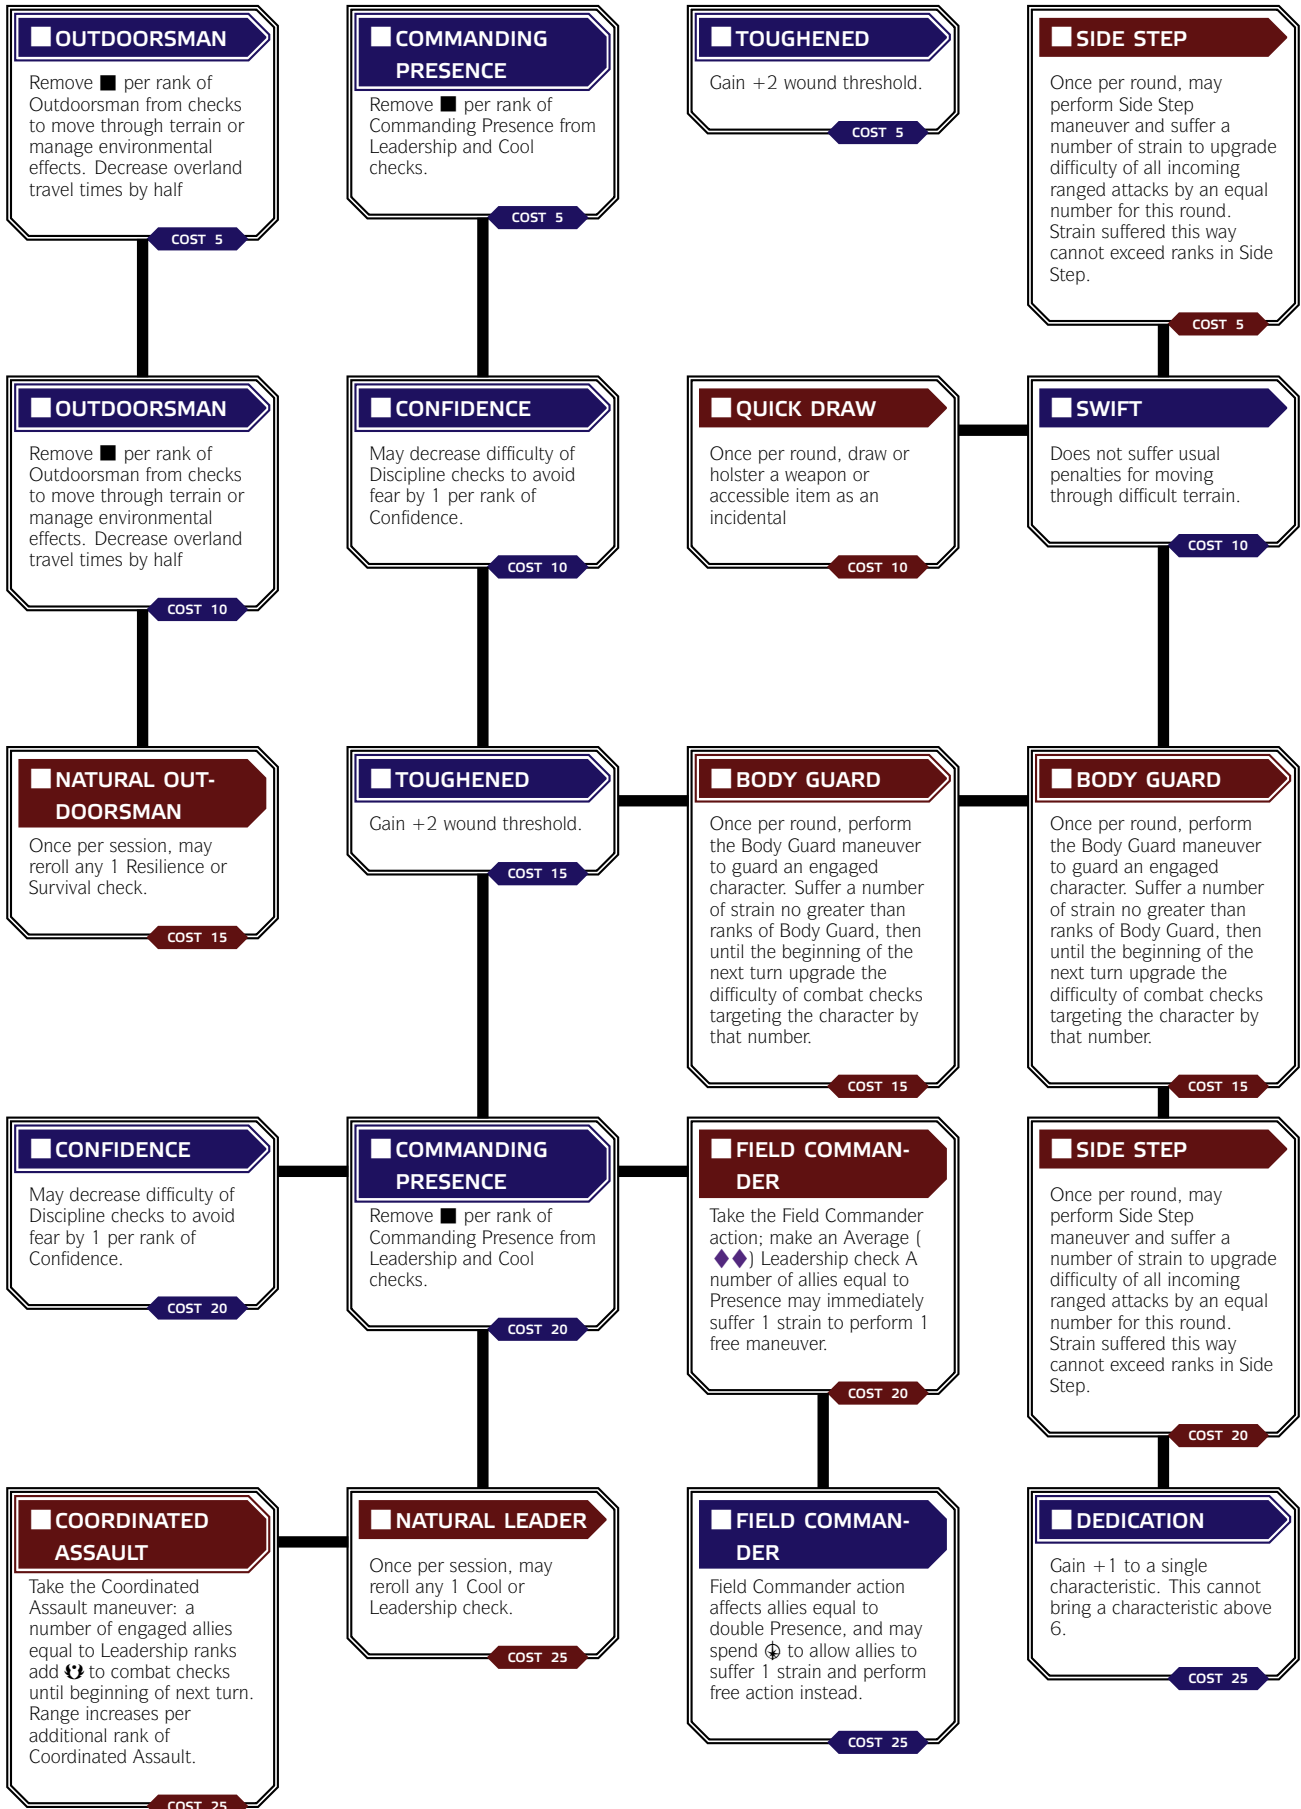 OUTDOORSMAN
Remove ■ per rank of
Outdoorsman from checks
to move through terrain or
manage environmental
effects. Decrease overland
travel times by half
COST 5
COMMANDING
PRESENCE
Remove ■ per rank of
Commanding Presence from
Leadership and Cool
checks.
COST 5
TOUGHENED
Gain +2 wound threshold.
COST 5
SIDE STEP
Once per round, may
perform Side Step
maneuver and suffer a
number of strain to upgrade
difficulty of all incoming
ranged attacks by an equal
number for this round.
Strain suffered this way
cannot exceed ranks in Side
Step.
COST 5
OUTDOORSMAN
Remove ■ per rank of
Outdoorsman from checks
to move through terrain or
manage environmental
effects. Decrease overland
travel times by half
COST 10
CONFIDENCE
May decrease difficulty of
Discipline checks to avoid
fear by 1 per rank of
Confidence.
COST 10
QUICK DRAW
Once per round, draw or
holster a weapon or
accessible item as an
incidental
COST 10
SWIFT
Does not suffer usual
penalties for moving
through difficult terrain.
COST 10
NATURAL OUT-
DOORSMAN
Once per session, may
reroll any 1 Resilience or
Survival check.
COST 15
TOUGHENED
Gain +2 wound threshold.
COST 15
BODY GUARD
Once per round, perform
the Body Guard maneuver
to guard an engaged
character. Suffer a number
of strain no greater than
ranks of Body Guard, then
until the beginning of the
next turn upgrade the
difficulty of combat checks
targeting the character by
that number.
COST 15
BODY GUARD
Once per round, perform
the Body Guard maneuver
to guard an engaged
character. Suffer a number
of strain no greater than
ranks of Body Guard, then
until the beginning of the
next turn upgrade the
difficulty of combat checks
targeting the character by
that number.
COST 15
CONFIDENCE
May decrease difficulty of
Discipline checks to avoid
fear by 1 per rank of
Confidence.
COST 20
COMMANDING
PRESENCE
Remove ■ per rank of
Commanding Presence from
Leadership and Cool
checks.
COST 20
FIELD COMMAN-
DER
Take the Field Commander
action; make an Average (
◆◆) Leadership check A
number of allies equal to
Presence may immediately
suffer 1 strain to perform 1
free maneuver.
COST 20
SIDE STEP
Once per round, may
perform Side Step
maneuver and suffer a
number of strain to upgrade
difficulty of all incoming
ranged attacks by an equal
number for this round.
Strain suffered this way
cannot exceed ranks in Side
Step.
COST 20
COORDINATED
ASSAULT
Take the Coordinated
Assault maneuver: a
number of engaged allies
equal to Leadership ranks
add to combat checks
until beginning of next turn.
Range increases per
additional rank of
Coordinated Assault.
COST 25
NATURAL LEADER
Once per session, may
reroll any 1 Cool or
Leadership check.
COST 25
FIELD COMMAN-
DER
Field Commander action
affects allies equal to
double Presence, and may
spend to allow allies to
suffer 1 strain and perform
free action instead.
COST 25
DEDICATION
Gain +1 to a single
characteristic. This cannot
bring a characteristic above
6.
COST 25